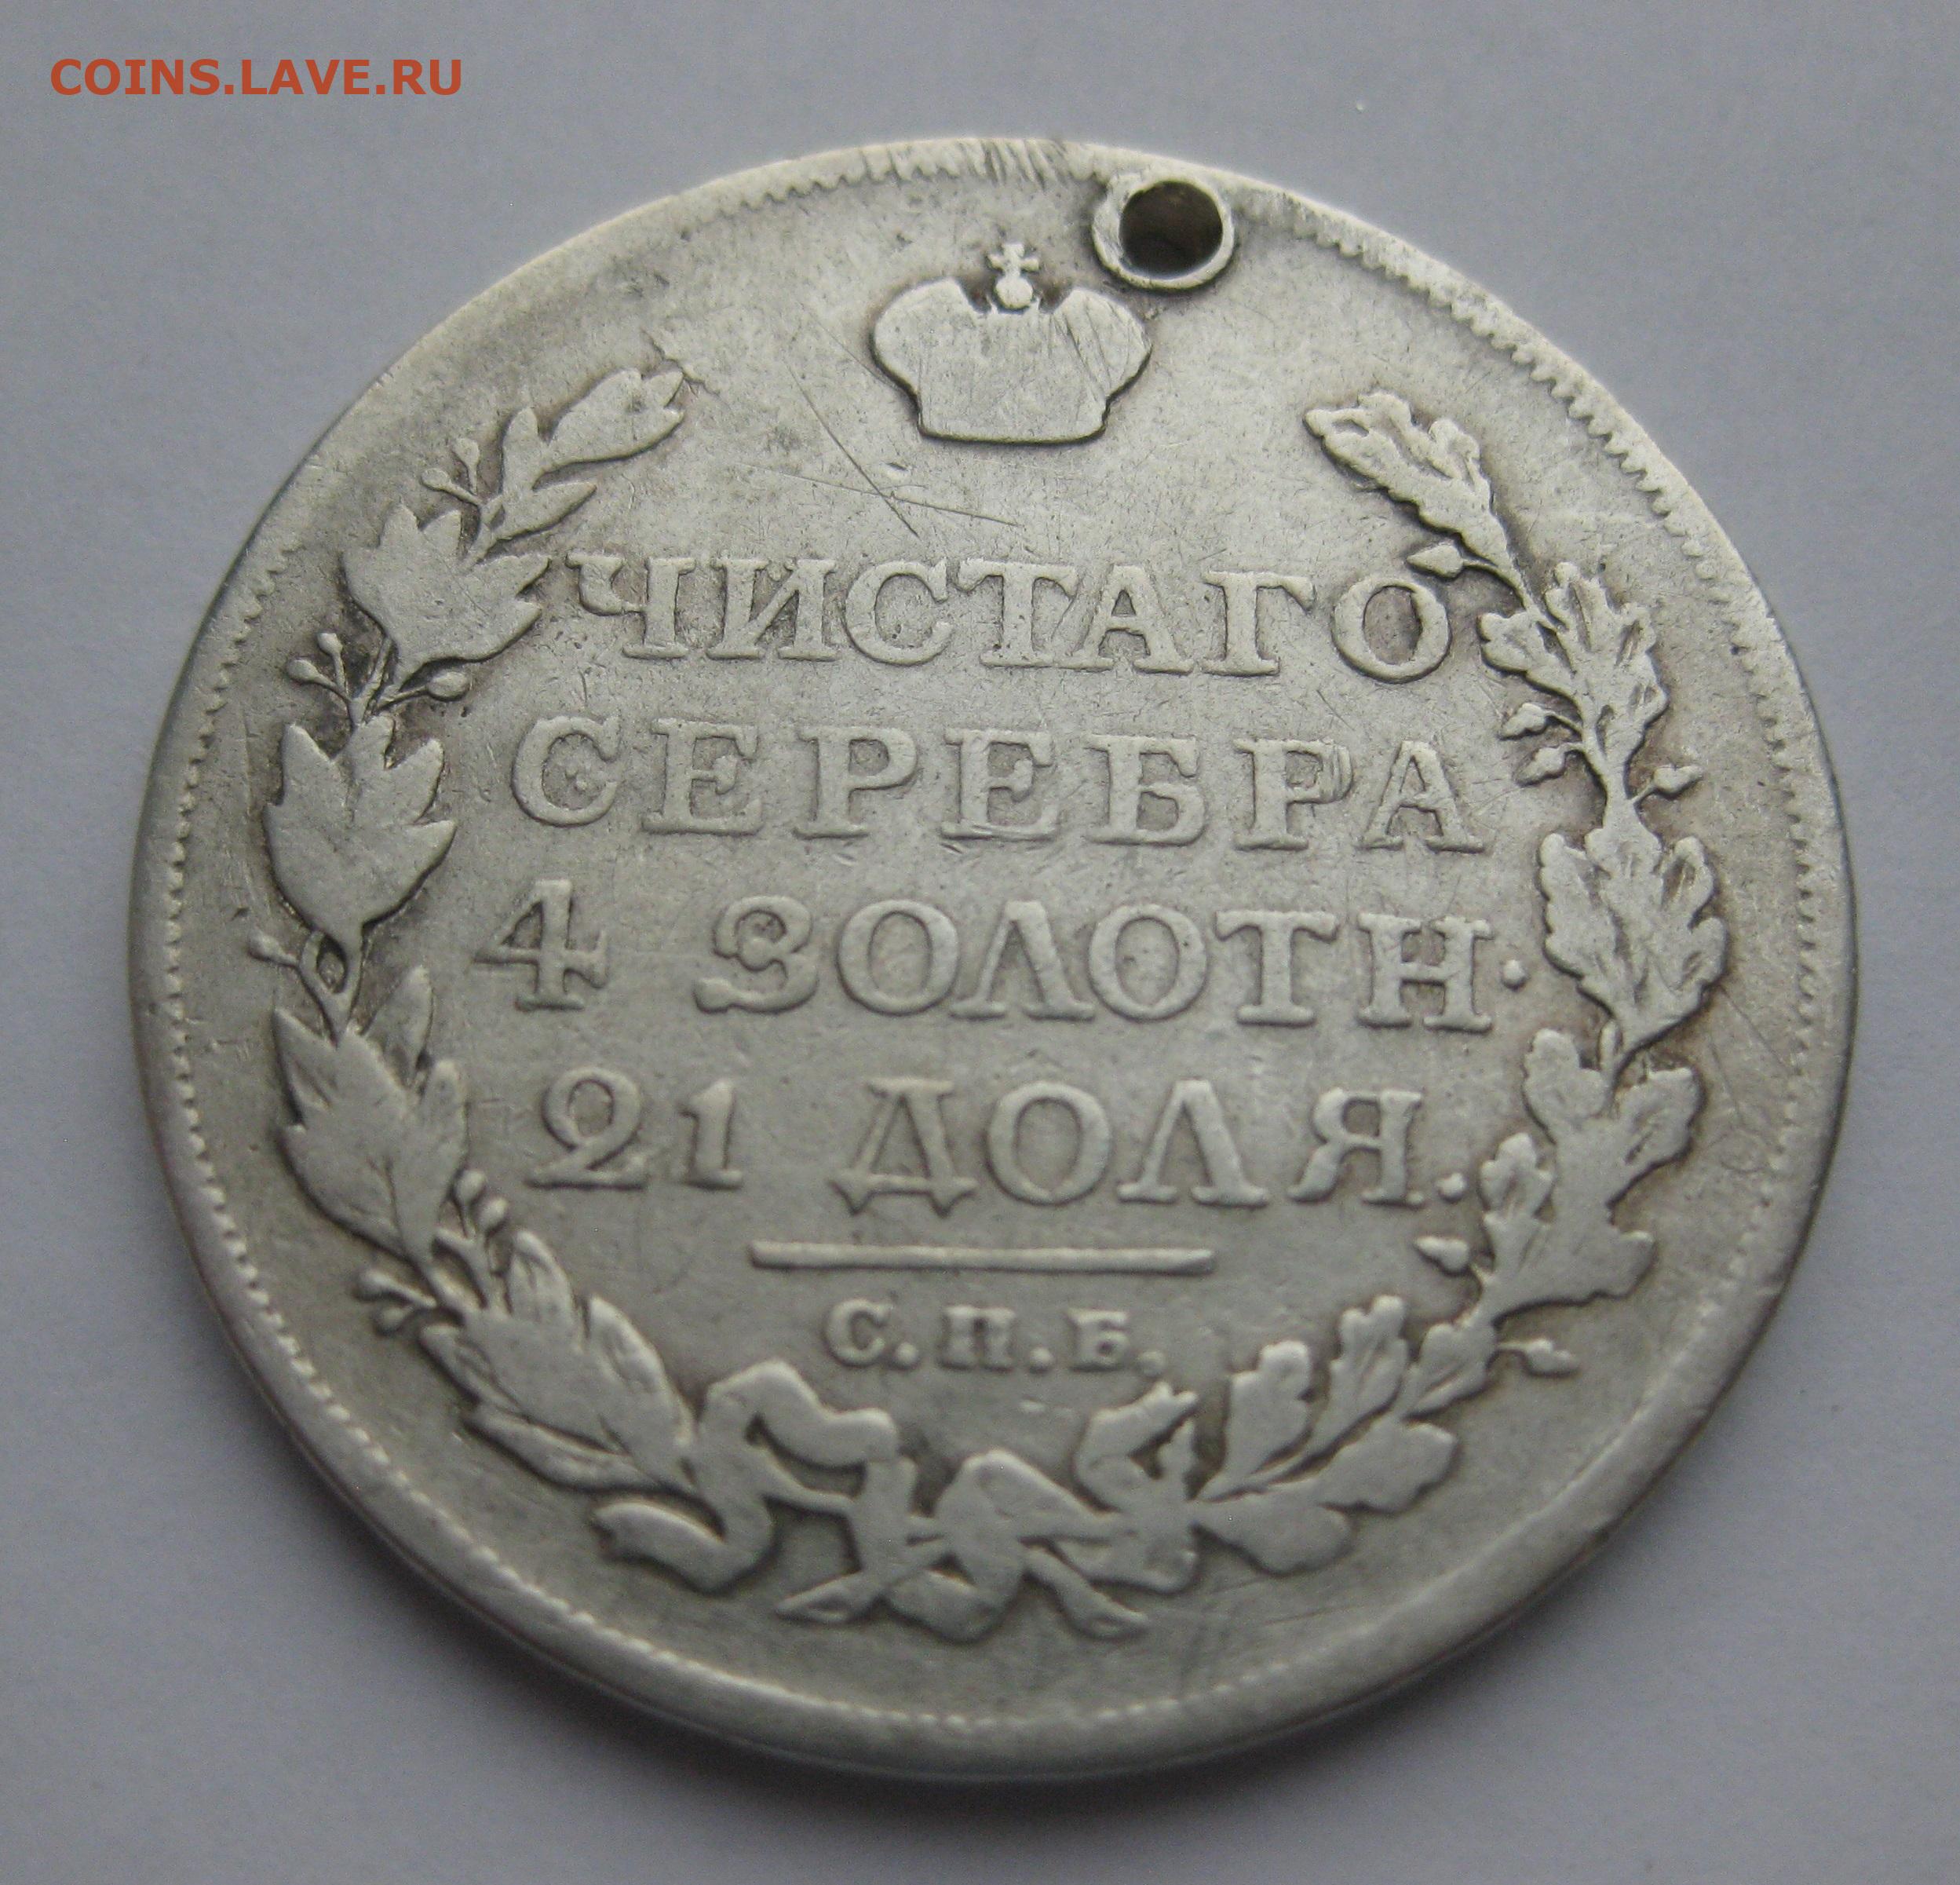 COINS.LAVE.RU
ЧИСТАГО
СЕРЕБРА
4 ЗОЛОТН.
21 ДОЛЯ.
С.П.Б.